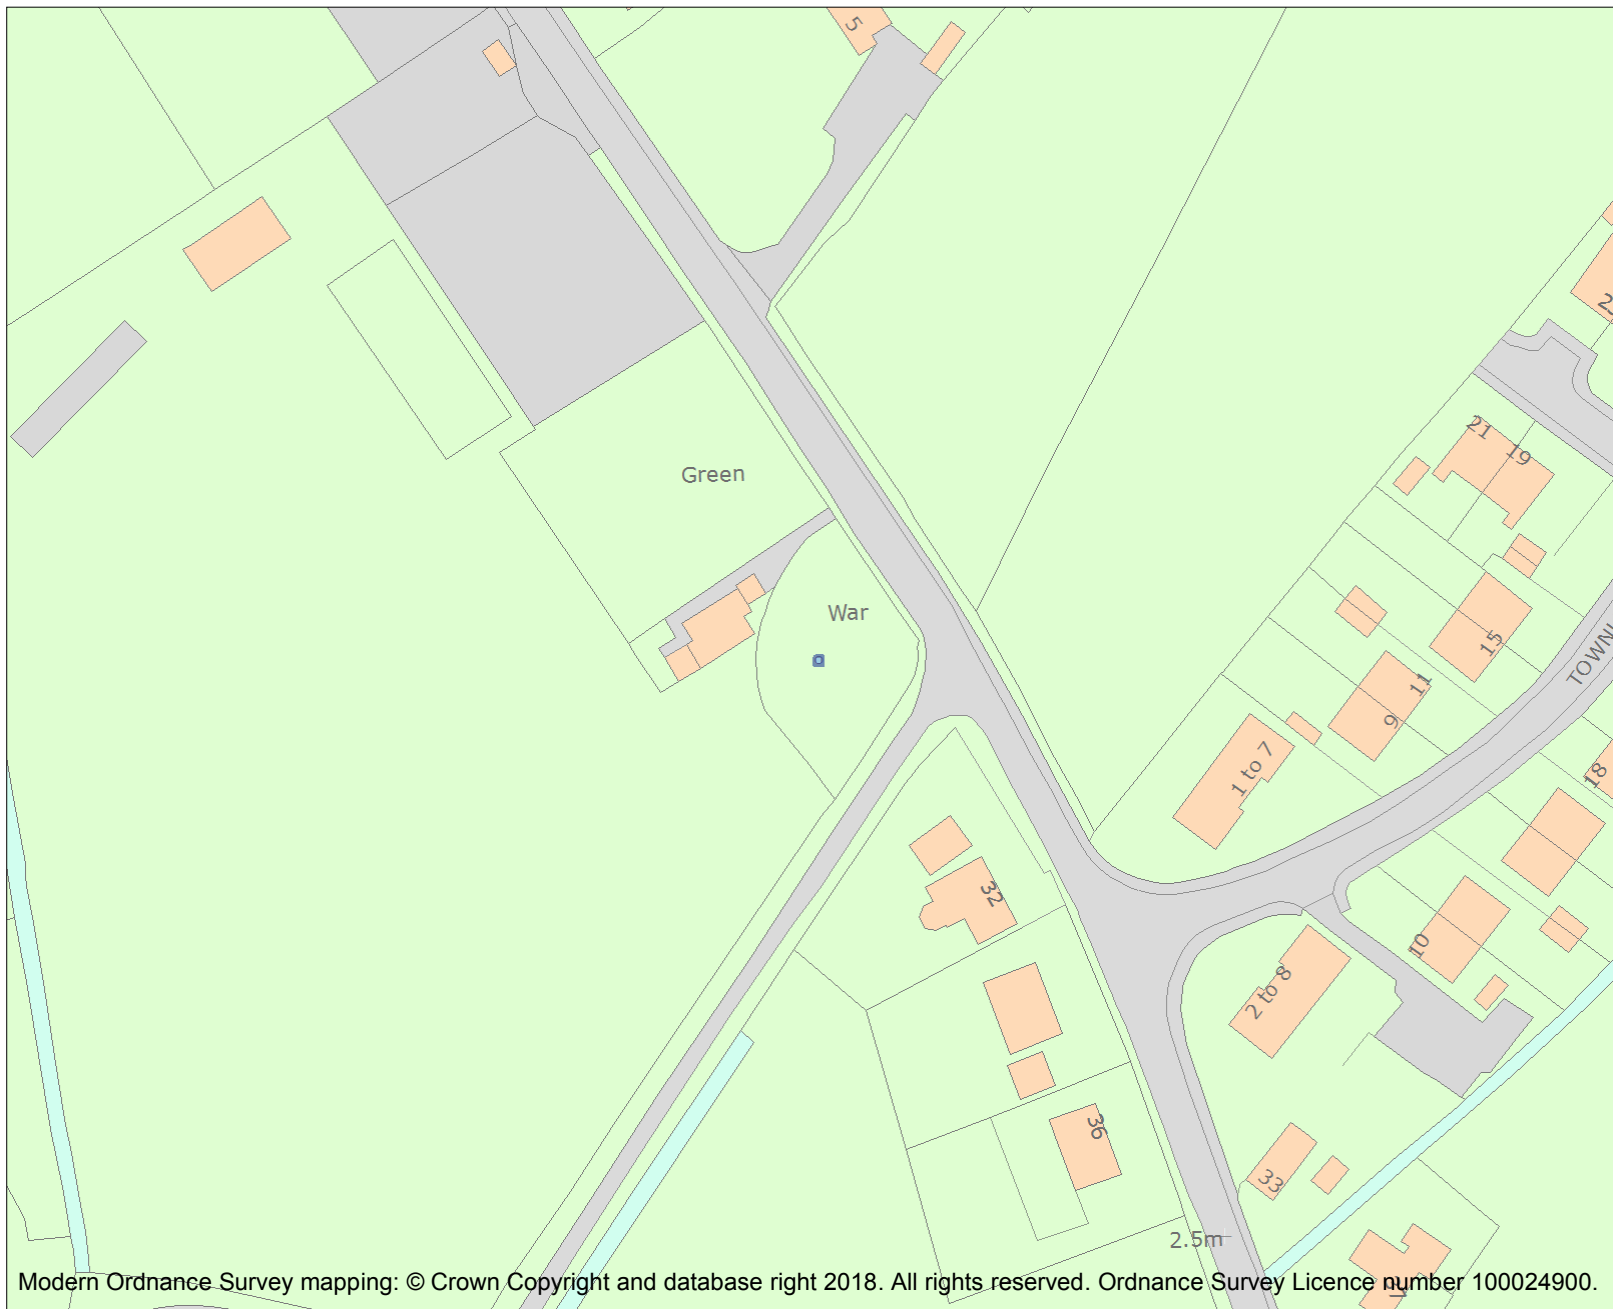 5
21
19
Green
War
15
TOWN
11
9
1 to 7
18
32
10
2 to 8
36
33
2.5m
Modern Ordnance Survey mapping: © Crown Copyright and database right 2018. All rights reserved. Ordnance Survey Licence number 100024900.